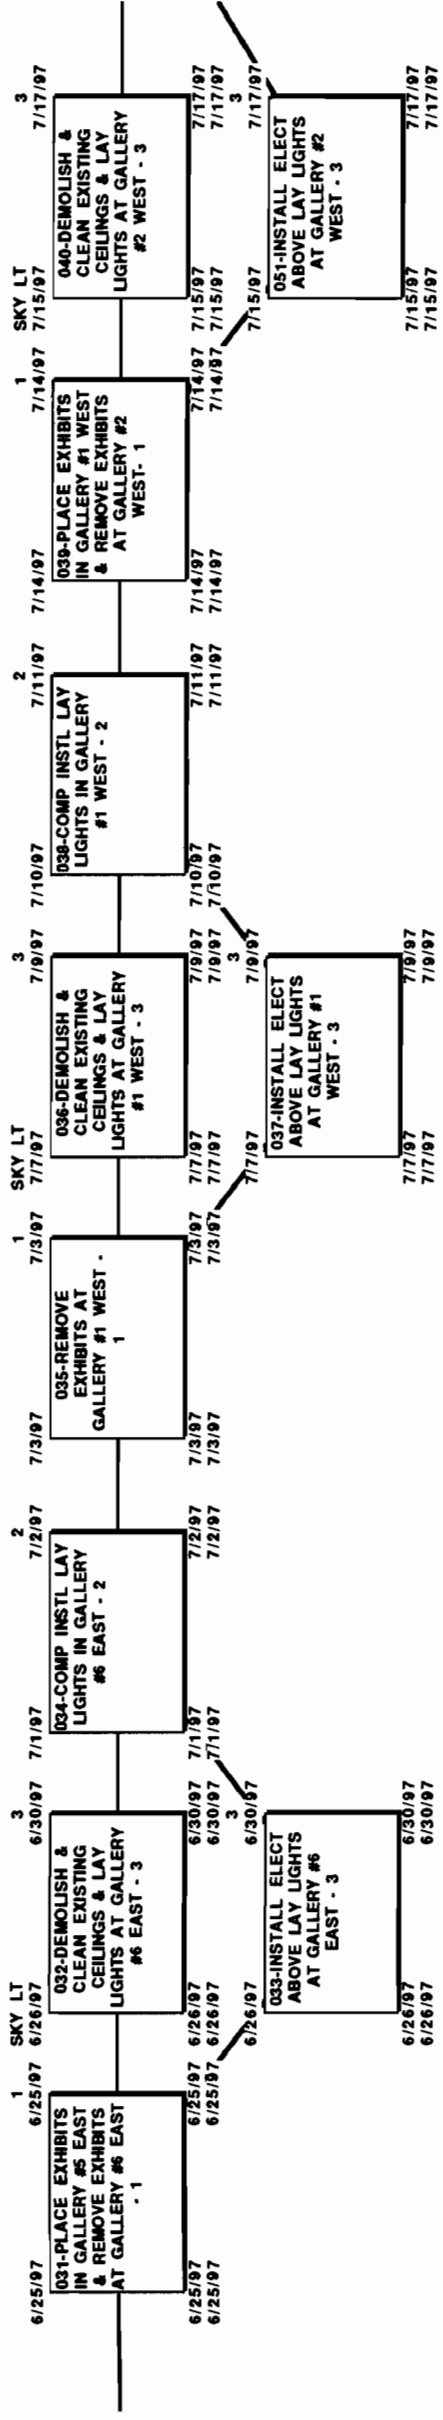 6/25/97
1
6/25/97
031-PLACE EXHIBITS
IN GALLERY #5 EAST
& REMOVE EXHIBITS
AT GALLERY #6 EAST
- 1
6/25/97
6/25/97
6/25/97
6/25/97
SKY LT
6/26/97
3
6/30/97
032-DEMOLISH &
CLEAN EXISTING
CEILINGS & LAY
LIGHTS AT GALLERY
#6 EAST - 3
6/26/97
6/26/97
6/30/97
6/30/97
6/26/97
3
6/30/97
033-INSTALL ELECT
ABOVE LAY LIGHTS
AT GALLERY #6
EAST - 3
6/26/97
6/26/97
6/30/97
6/30/97
7/1/97
2
7/2/97
034-COMP INSTL LAY
LIGHTS IN GALLERY
#6 EAST - 2
7/1/97
7/1/97
7/2/97
7/2/97
7/3/97
1
7/3/97
035-REMOVE
EXHIBITS AT
GALLERY #1 WEST -
1
7/3/97
7/3/97
7/3/97
7/3/97
SKY LT
7/7/97
3
7/9/97
036-DEMOLISH &
CLEAN EXISTING
CEILINGS & LAY
LIGHTS AT GALLERY
#1 WEST - 3
7/7/97
7/7/97
7/9/97
7/9/97
7/7/97
3
7/9/97
037-INSTALL ELECT
ABOVE LAY LIGHTS
AT GALLERY #1
WEST - 3
7/7/97
7/7/97
7/9/97
7/9/97
7/10/97
2
7/11/97
038-COMP INSTL LAY
LIGHTS IN GALLERY
#1 WEST - 2
7/10/97
7/10/97
7/11/97
7/11/97
7/14/97
1
7/14/97
039-PLACE EXHIBITS
IN GALLERY #1 WEST
& REMOVE EXHIBITS
AT GALLERY #2
WEST- 1
7/14/97
7/14/97
7/14/97
7/14/97
SKY LT
7/15/97
3
7/17/97
040-DEMOLISH &
CLEAN EXISTING
CEILINGS & LAY
LIGHTS AT GALLERY
#2 WEST - 3
7/15/97
7/15/97
7/17/97
7/17/97
7/15/97
3
7/17/97
051-INSTALL ELECT
ABOVE LAY LIGHTS
AT GALLERY #2
WEST - 3
7/15/97
7/15/97
7/17/97
7/17/97